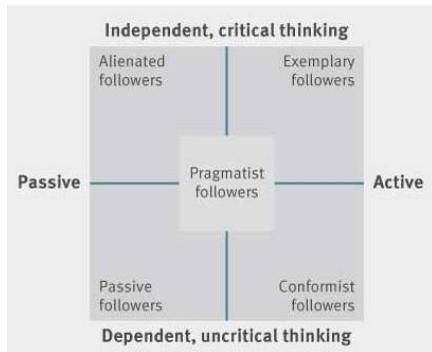 Independent, critical thinking
Alienated
followers
Exemplary
followers
Passive
Pragmatist
followers
Active
Passive
followers
Conformist
followers
Dependent, uncritical thinking